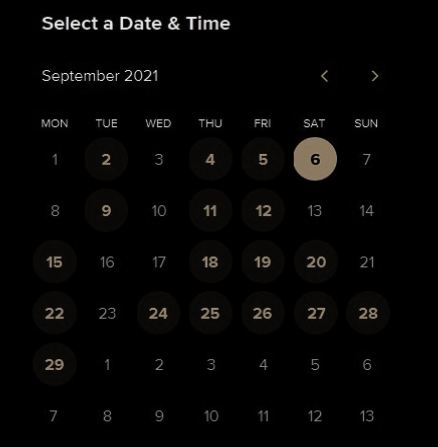 Select a Date & Time
September 2021
MON TUE WED THU FRI SAT SUN
1 2 3 4 5 6 7
8 9 10 11 12 13 14
15 16 17 18 19 20 21
22 23 24 25 26 27 28
29 1 2 3 4 5 6
7 8 9 10 11 12 13